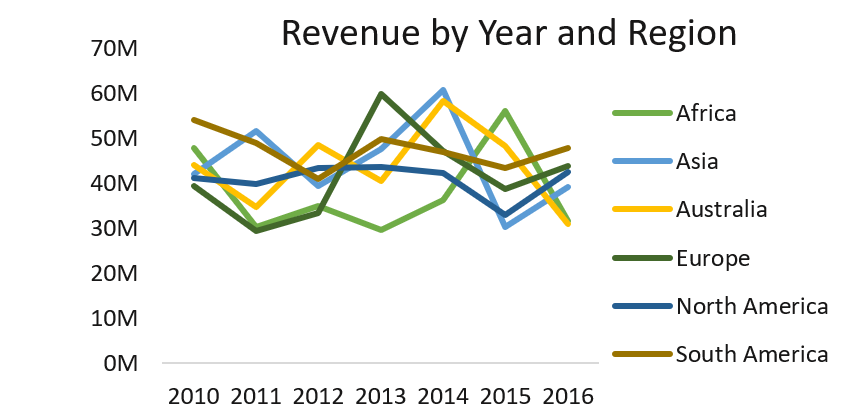 Revenue by Year and Region
70M
60M
50M
40M
30M
20M
10M
0M
2010 2011 2012 2013 2014 2015 2016
Africa
Asia
Australia
Europe
North America
South America